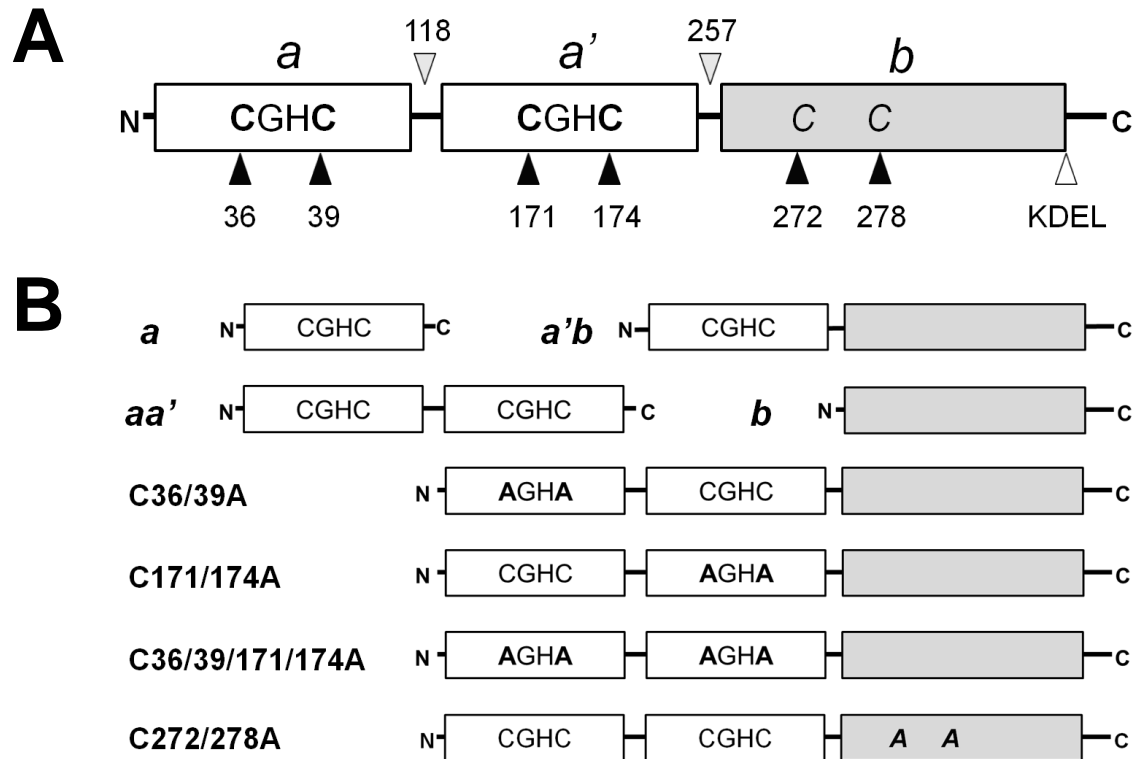 A
118 257
a a’ b
N CGHC CGHC C C C
36 39 171 174 272 278 KDEL
B
a N CGHC C a’b N CGHC C
aa’ N CGHC CGHC C b N C
C36/39A N AGHA CGHC C
C171/174A N CGHC AGHA C
C36/39/171/174A N AGHA AGHA C
C272/278A N CGHC CGHC A A C